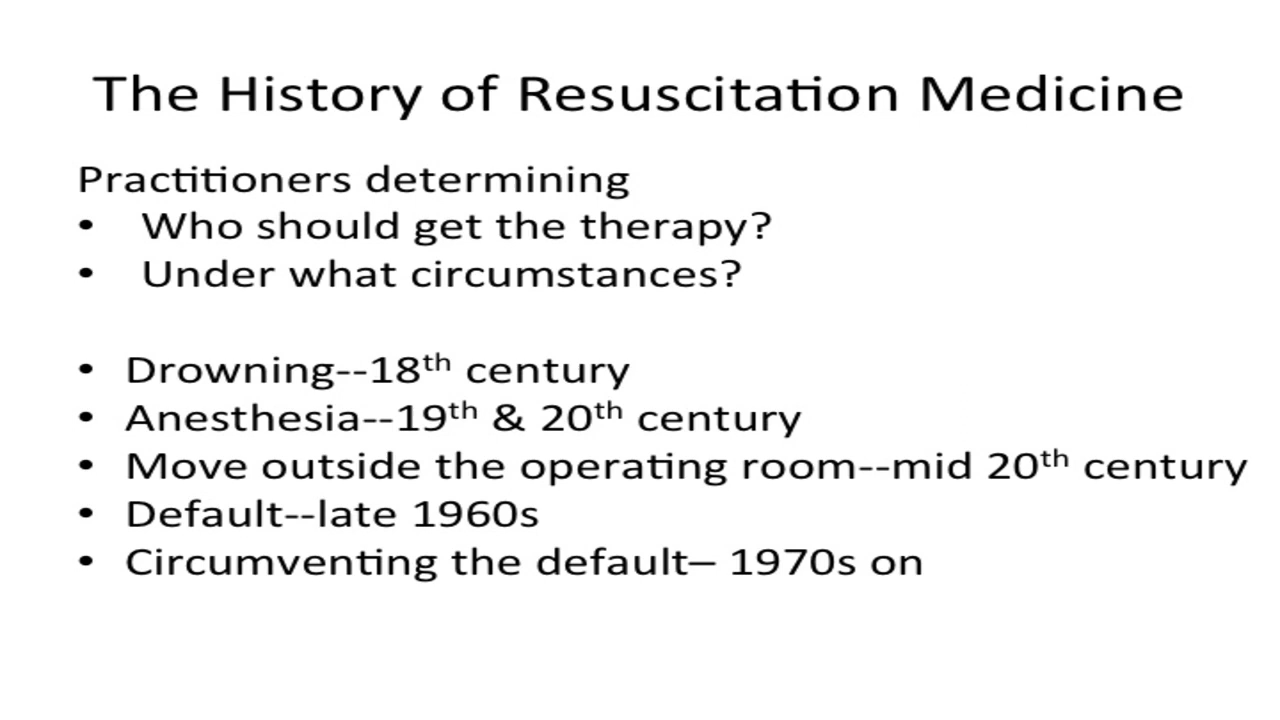 The History of Resuscitation Medicine
Practitioners determining
• Who should get the therapy?
• Under what circumstances?
• Drowning--18th century
• Anesthesia--19th & 20th century
• Move outside the operating room--mid 20th century
• Default--late 1960s
• Circumventing the default– 1970s on